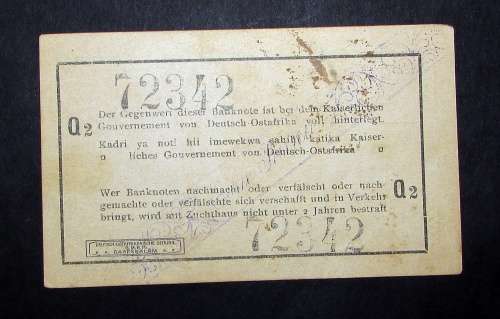 72342
Der Gegenwert dieser Banknote ist bei dem Kaiserlichen
Q2 Gouvernement von Deutsch-Ostafrika voll hinterlegt.
Kadri ya not! hii imewekwa sahihi katika Kaiser-
o liches Gouvernement von Deutsch-Ostafrika o
Wer Banknoten nachmacht oder verfälscht oder nach-
gemachte oder verfälschte sich verschafft und in Verkehr Q2
bringt, wird mit Zuchthaus nicht unter 2 Jahren bestraft
72342
DARESSALAM